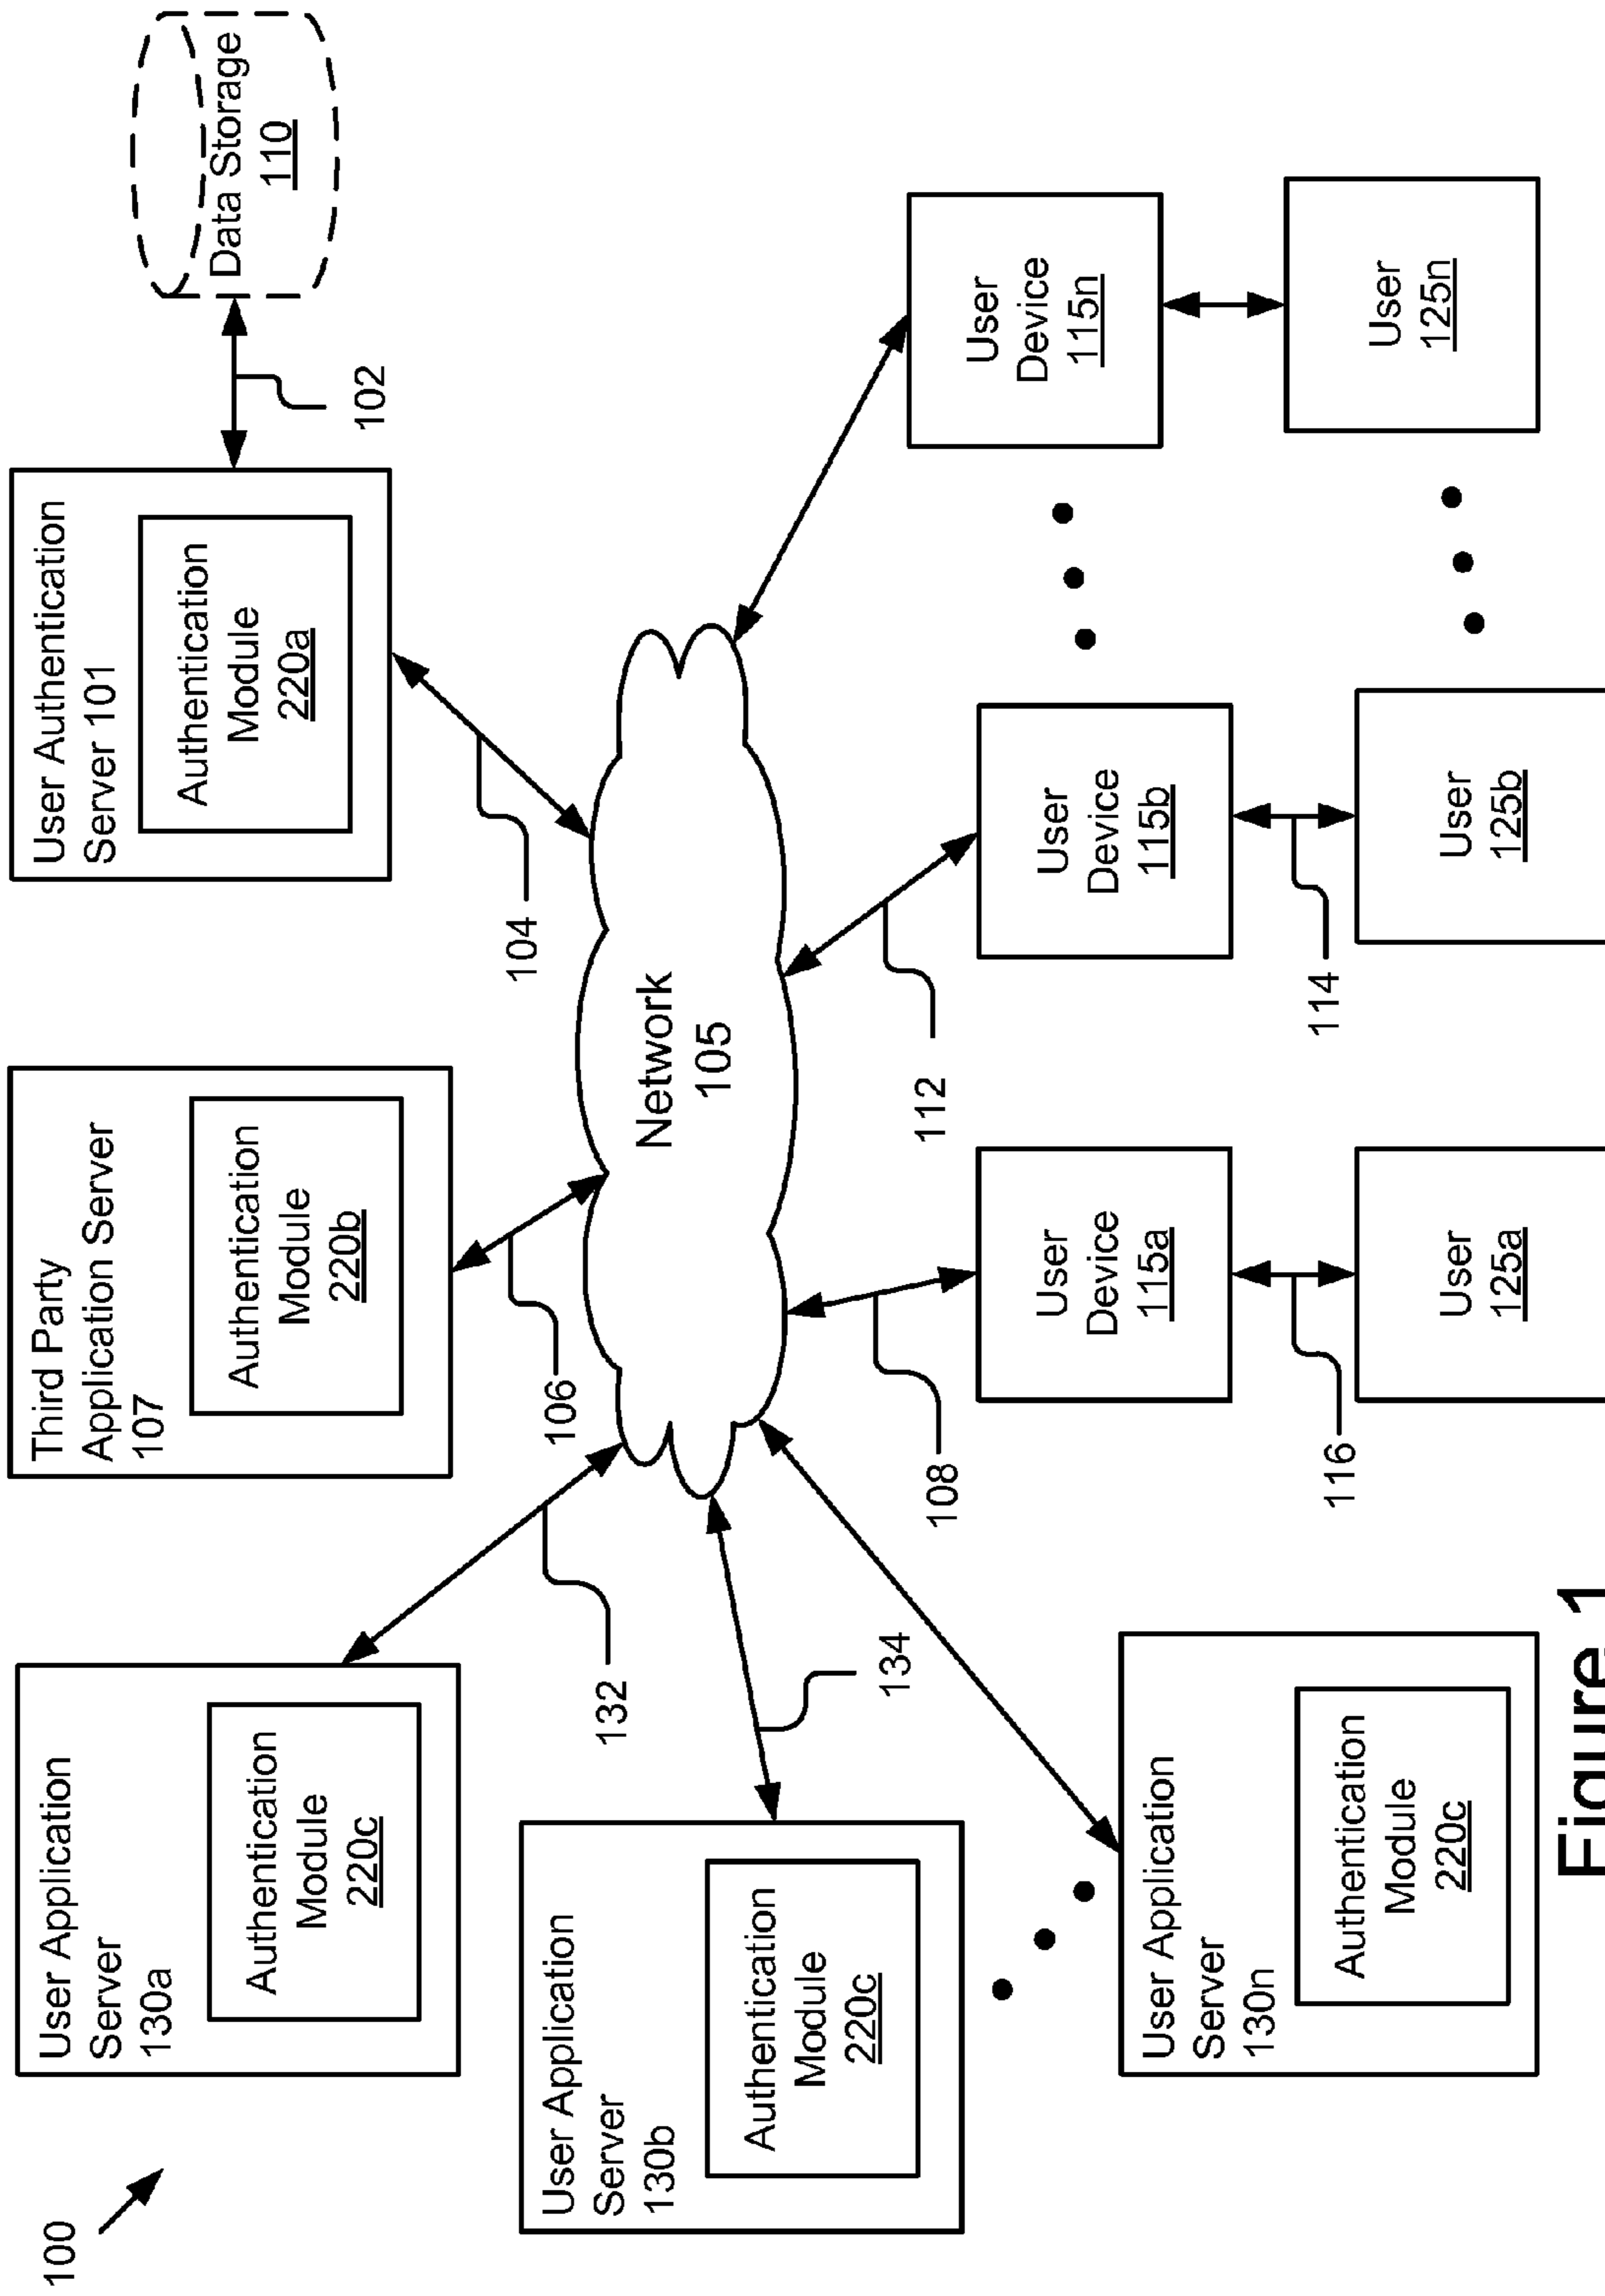 100
User Application
Server
130a
Authentication
Module
220c
Third Party
Application Server
107
Authentication
Module
220b
User Authentication
Server 101
Authentication
Module
220a
Data Storage
110
102
104
106
132
134
User Application
Server
130b
Authentication
Module
220c
Network
105
108
112
User Application
Server
130n
Authentication
Module
220c
User
Device
115a
User
Device
115b
User
Device
115n
116
114
User
125a
User
125b
User
125n
Figure 1